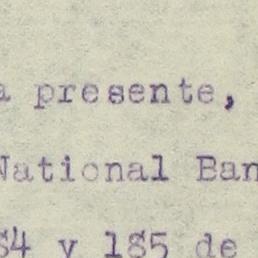 a presente,
National Ban
84 y 185 de